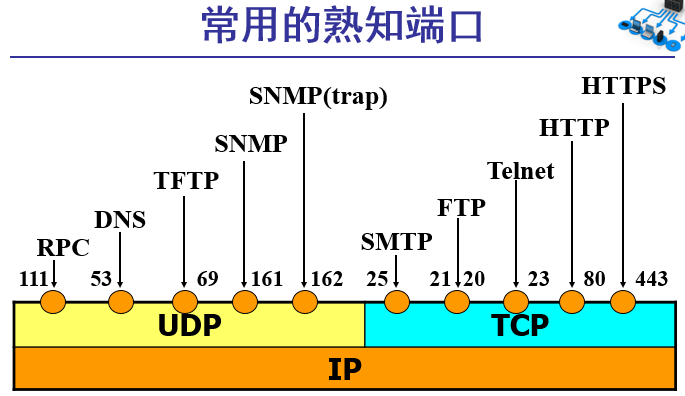 常用的熟知端口
HTTPS
SNMP(trap)
HTTP
SNMP
Telnet
TFTP
FTP
DNS
SMTP
RPC
111 53 69 161 162 25 21 20 23 80 443
UDP TCP
IP